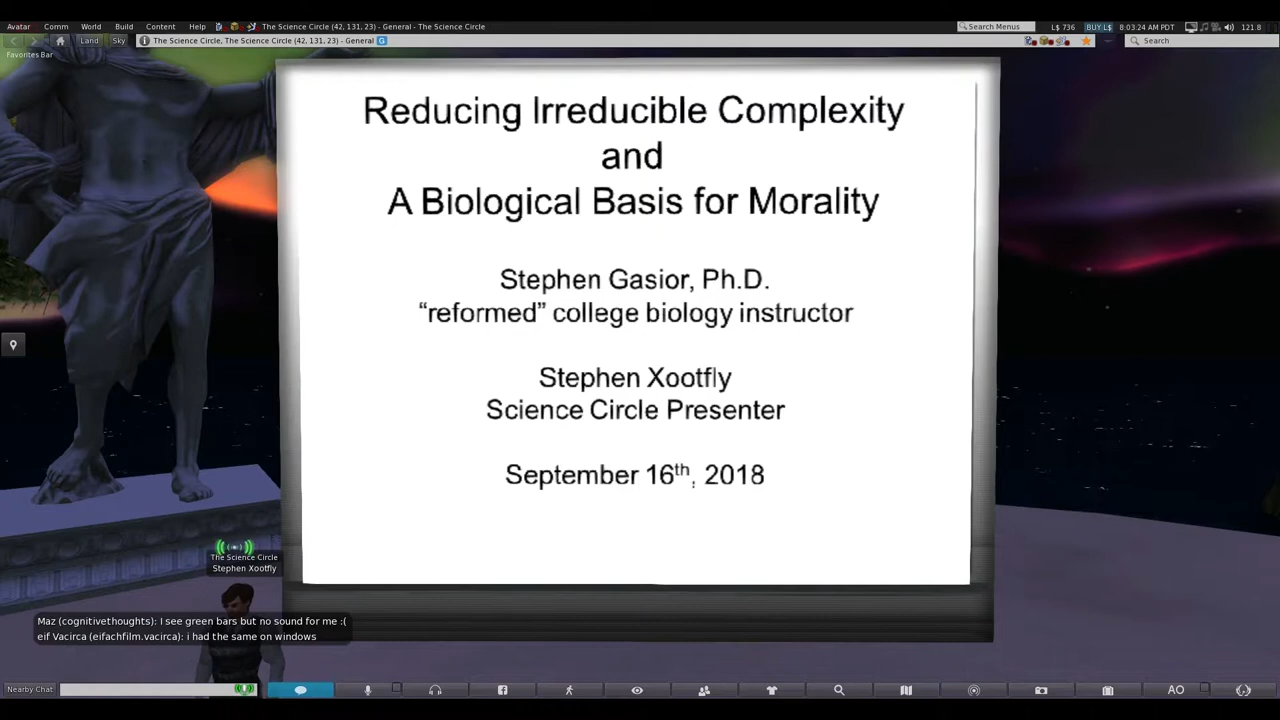 Avatar Comm World Build Content Help The Science Circle (42, 131, 23) - General - The Science Circle Search Menus L$ 736 BUY L$ 8:03:24 AM PDT 121.8
Land Sky The Science Circle, The Science Circle (42, 131, 23) - General G Search
Favorites Bar
Reducing Irreducible Complexity
and
A Biological Basis for Morality
Stephen Gasior, Ph.D.
“reformed” college biology instructor
Stephen Xootfly
Science Circle Presenter
September 16th, 2018
The Science Circle
Stephen Xootfly
Maz (cognitivethoughts): I see green bars but no sound for me :(
eif Vacirca (eifachfilm.vacirca): i had the same on windows
Nearby Chat AO